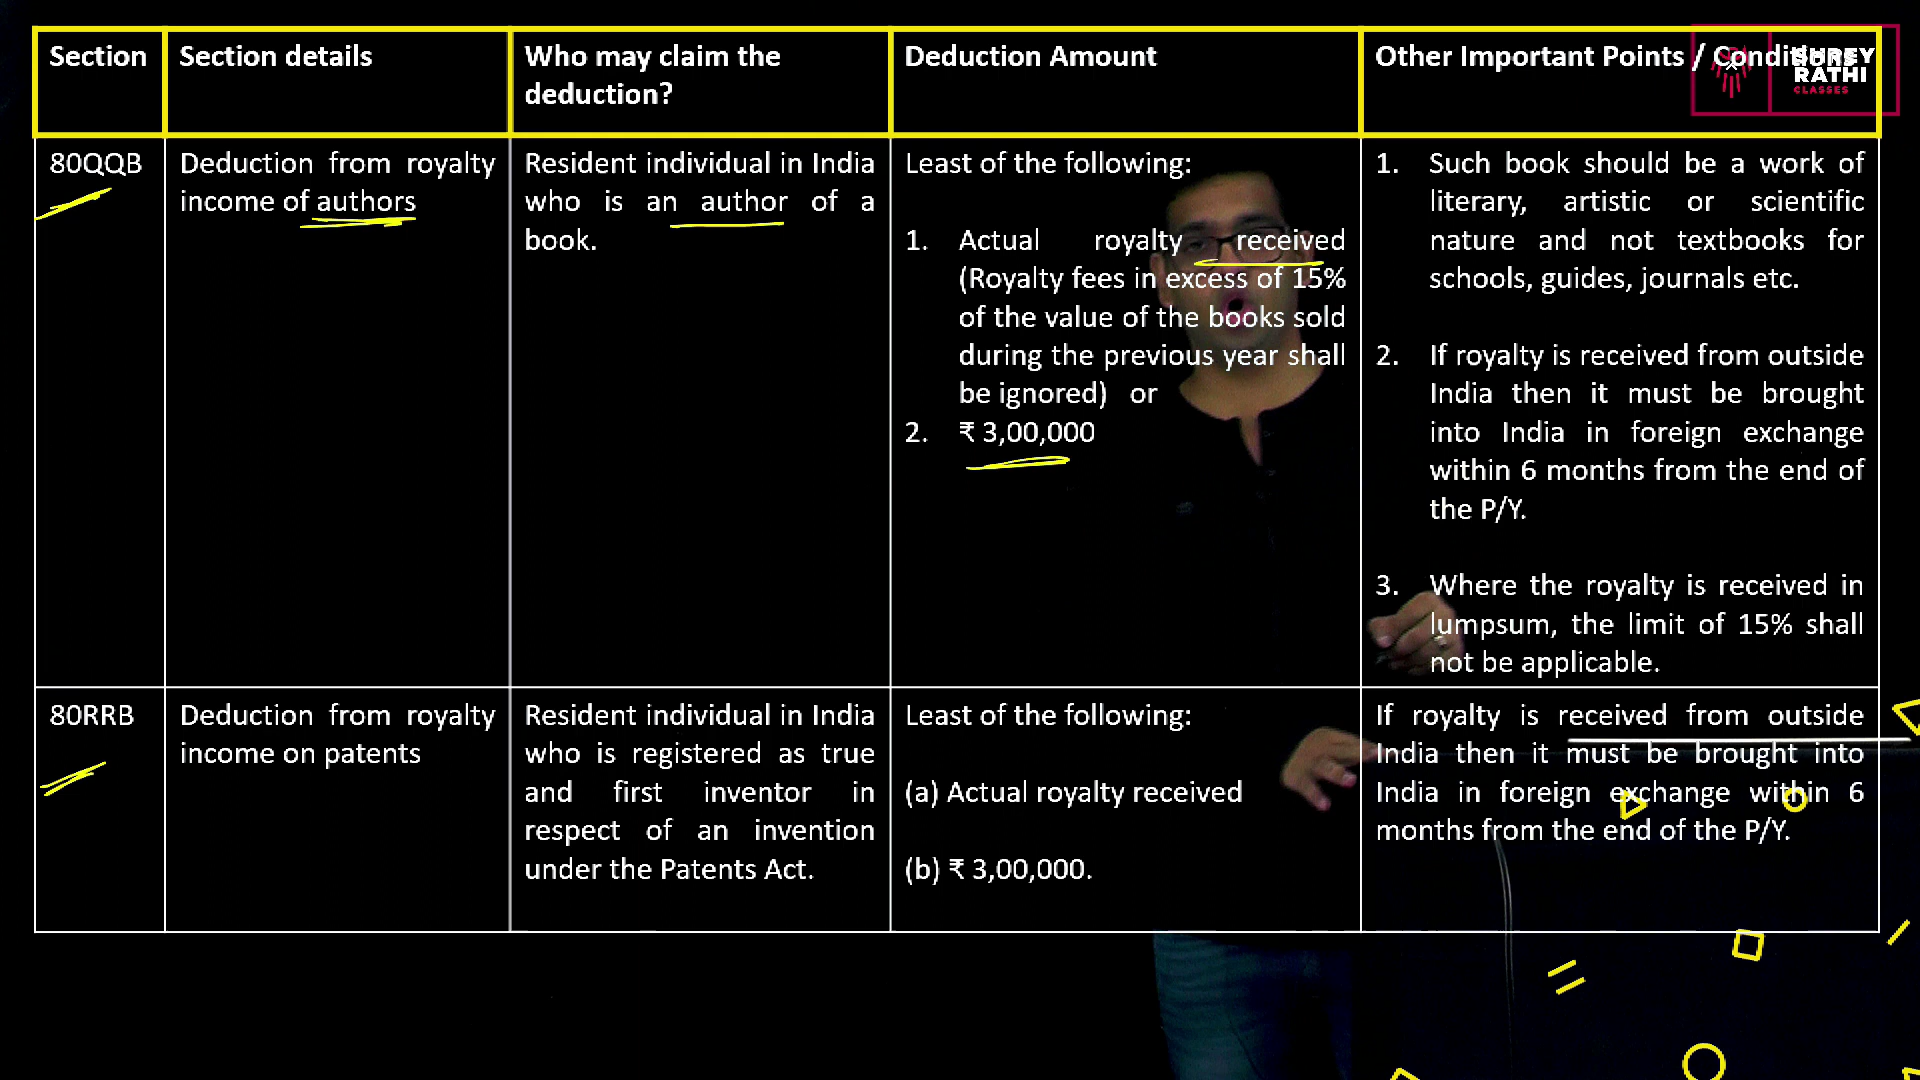 Section
Section details
Who may claim the
deduction?
Deduction Amount
Other Important Points / Conditions
SHREY
RATHI
CLASSES
80QQB
Deduction from royalty
income of authors
Resident individual in India
who is an author of a
book.
Least of the following:
1. Actual royalty received
(Royalty fees in excess of 15%
of the value of the books sold
during the previous year shall
be ignored) or
2. ₹ 3,00,000
1. Such book should be a work of
literary, artistic or scientific
nature and not textbooks for
schools, guides, journals etc.
2. If royalty is received from outside
India then it must be brought
into India in foreign exchange
within 6 months from the end of
the P/Y.
3. Where the royalty is received in
lumpsum, the limit of 15% shall
not be applicable.
80RRB
Deduction from royalty
income on patents
Resident individual in India
who is registered as true
and first inventor in
respect of an invention
under the Patents Act.
Least of the following:
(a) Actual royalty received
(b) ₹ 3,00,000.
If royalty is received from outside
India then it must be brought into
India in foreign exchange within 6
months from the end of the P/Y.